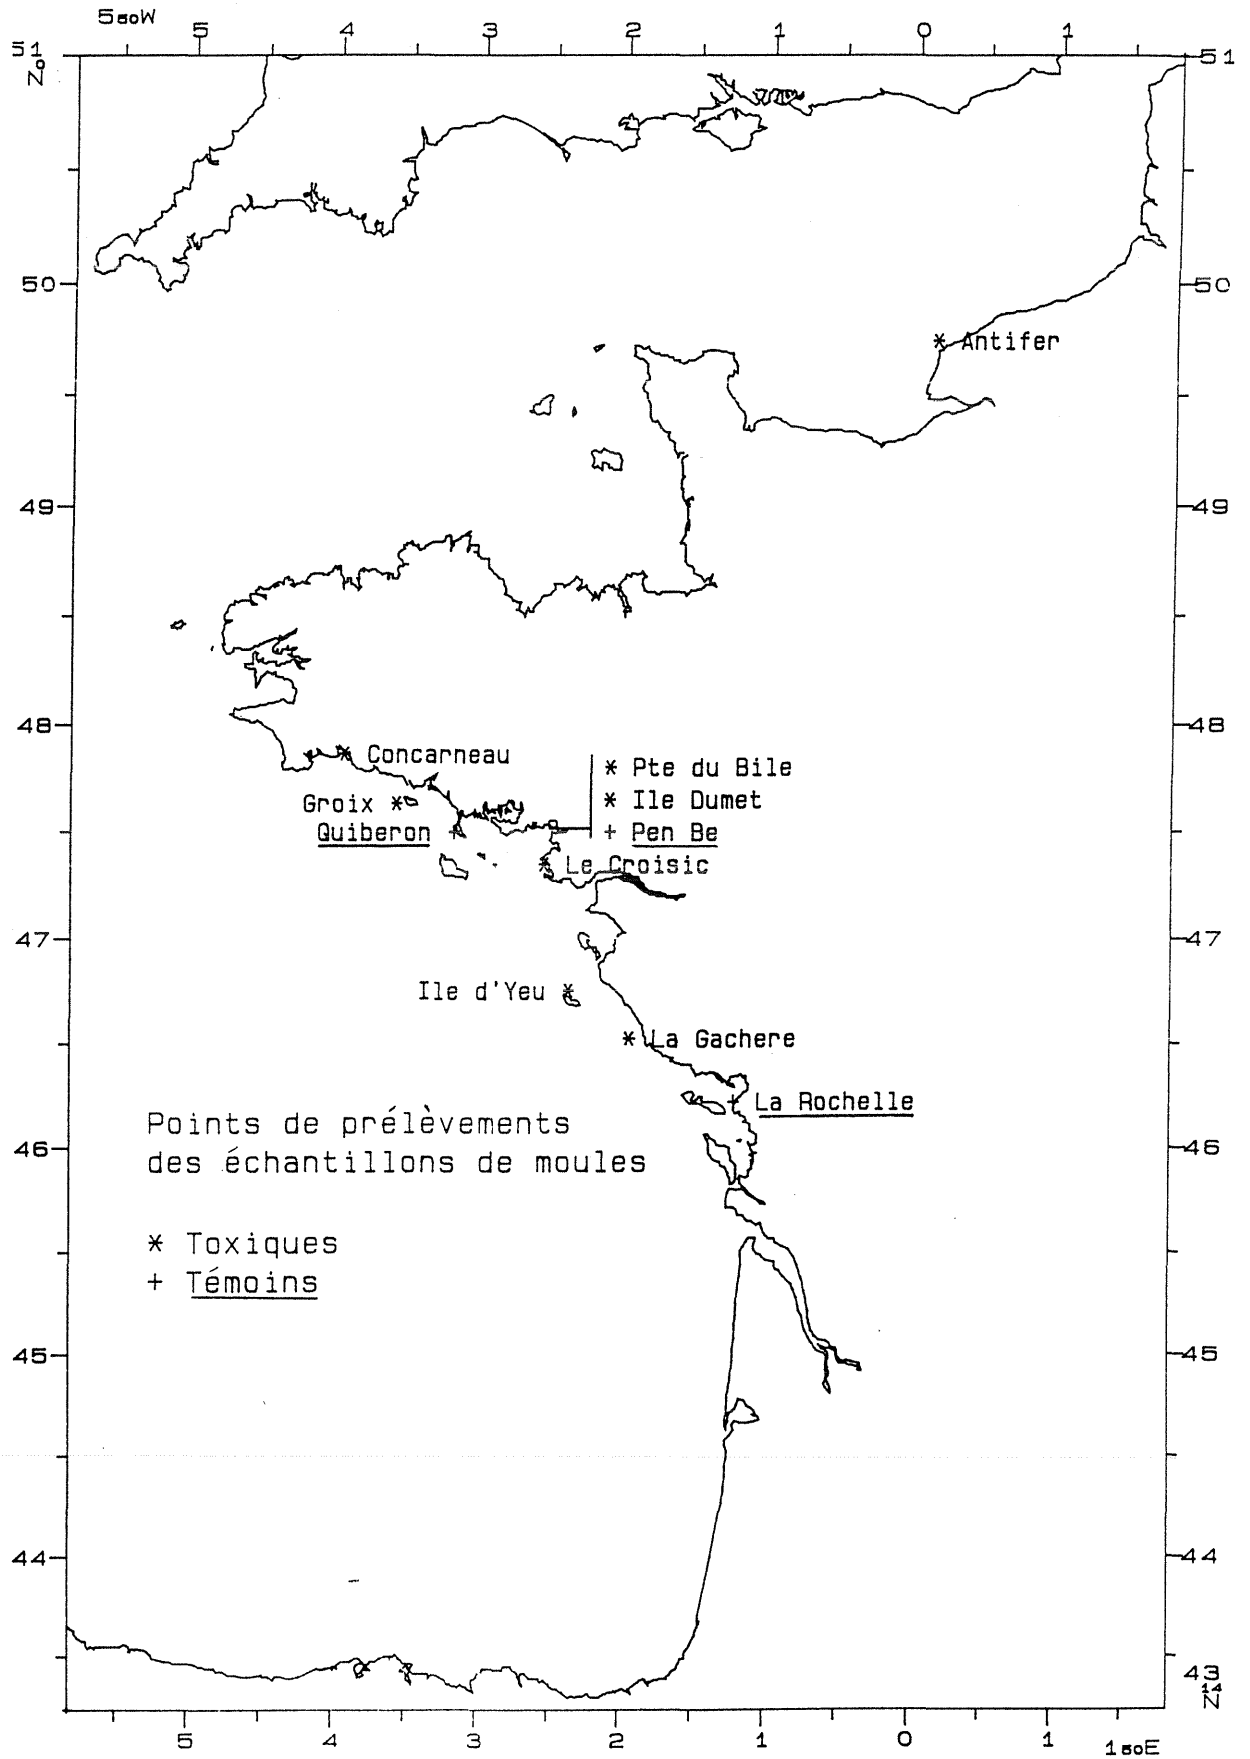 5 50W
5 4 3 2 1 0 1
51 51
N°
50 50
* Antifer
49 49
48 48
* Concarneau
* Pte du Bile
Groix * * Ile Dumet
Quiberon + + Pen Be
* Le Croisic
47 47
Ile d'Yeu *
* La Gachere
+ La Rochelle
Points de prélèvements
46 46
des échantillons de moules
* Toxiques
+ Témoins
45 45
44 44
43
14
N
5 4 3 2 1 0 1 1 50E